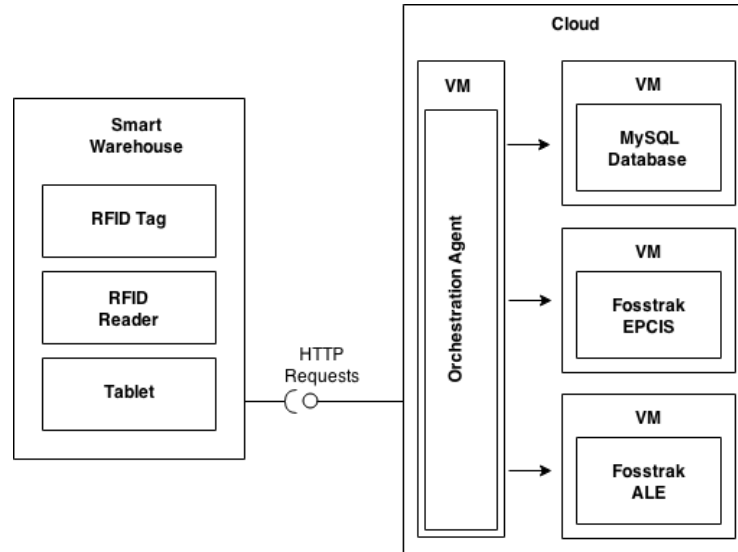 Smart
Warehouse
RFID Tag
RFID
Reader
Tablet
HTTP
Requests
Cloud
VM
Orchestration Agent
VM
MySQL
Database
VM
Fosstrak
EPCIS
VM
Fosstrak
ALE